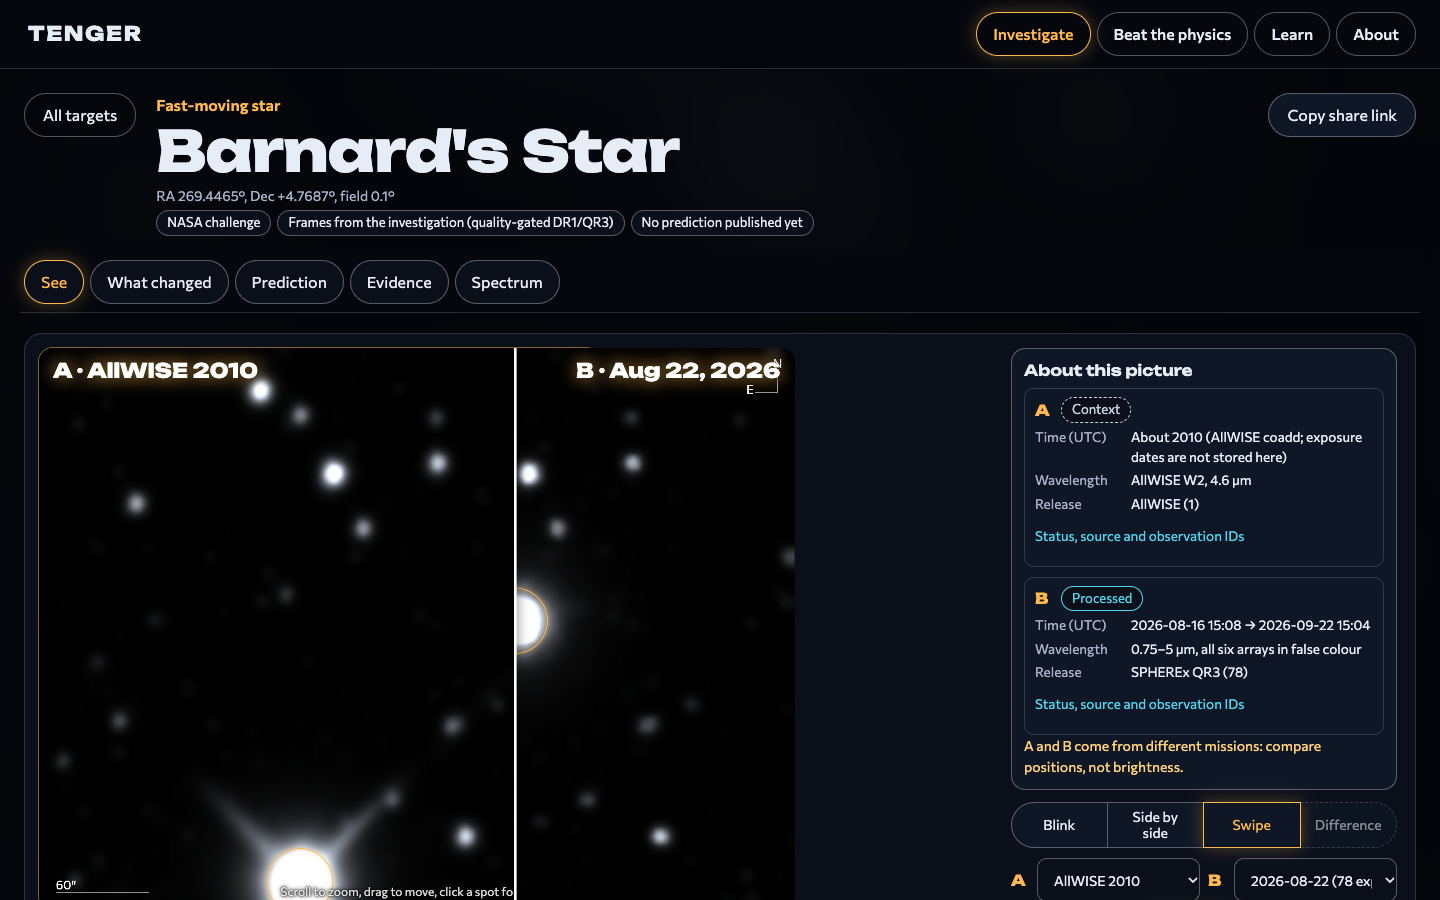 TENGER
Investigate
Beat the physics
Learn
About
All targets
Fast-moving star
Copy share link
Barnard's Star
RA 269.4465°, Dec +4.7687°, field 0.1°
NASA challenge
Frames from the investigation (quality-gated DR1/QR3)
No prediction published yet
See
What changed
Prediction
Evidence
Spectrum
A · AllWISE 2010
B · Aug 22, 2026
N
E
60″
Scroll to zoom, drag to move, click a spot fo
About this picture
A Context
Time (UTC) About 2010 (AllWISE coadd; exposure
dates are not stored here)
Wavelength AllWISE W2, 4.6 µm
Release AllWISE (1)
Status, source and observation IDs
B Processed
Time (UTC) 2026-08-16 15:08 → 2026-09-22 15:04
Wavelength 0.75–5 µm, all six arrays in false colour
Release SPHEREx QR3 (78)
Status, source and observation IDs
A and B come from different missions: compare
positions, not brightness.
Blink
Side by
side
Swipe
Difference
A AllWISE 2010
B 2026-08-22 (78 ex